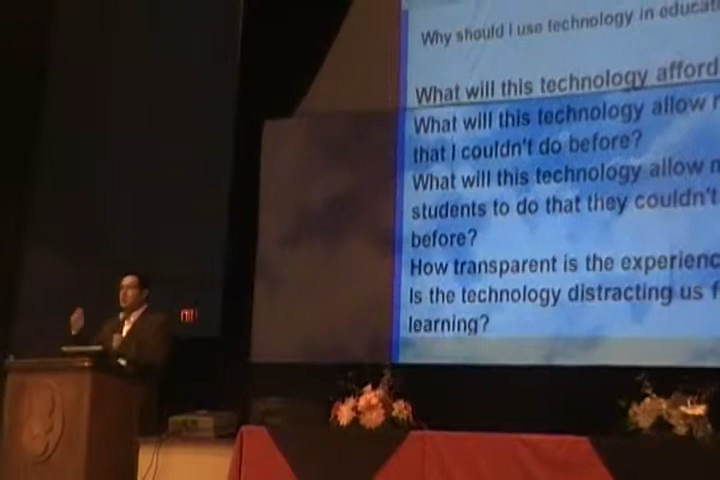 Why should I use technology in educat
What will this technology afford
What will this technology allow
that I couldn't do before?
What will this technology allow
students to do that they couldn't
before?
How transparent is the experienc
Is the technology distracting us
learning?